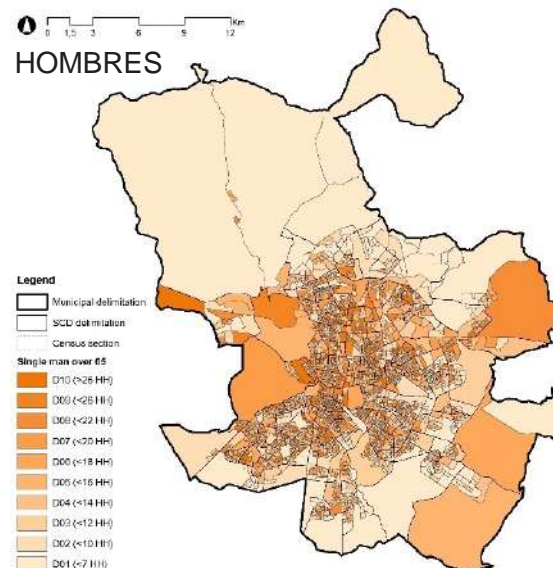 Km
0 1,5 3 6 9 12
HOMBRES
Legend
Municipal delimitation
SCD delimitation
Census section
Single man over 65
D10 (>26 HH)
D09 (<26 HH)
D08 (<22 HH)
D07 (<20 HH)
D06 (<18 HH)
D05 (<16 HH)
D04 (<14 HH)
D03 (<12 HH)
D02 (<10 HH)
D01 (<7 HH)